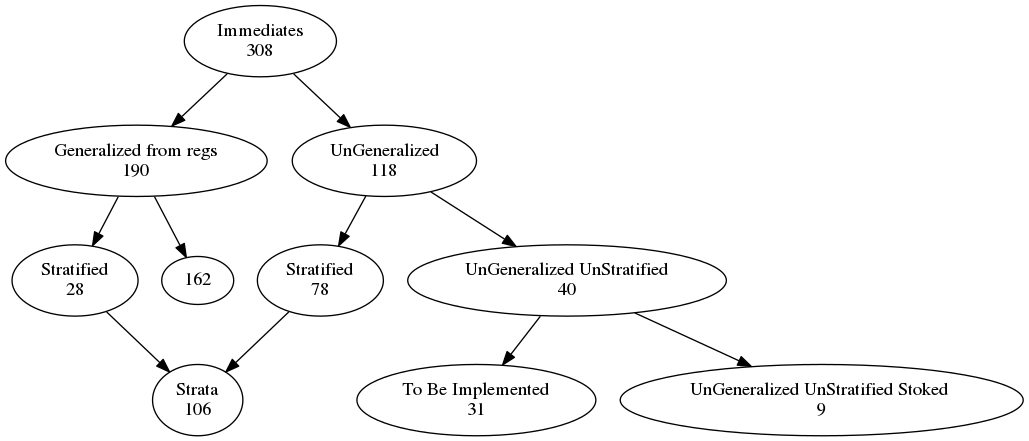 Immediates
308
Generalized from regs
190
UnGeneralized
118
Stratified
28
162
Stratified
78
UnGeneralized UnStratified
40
Strata
106
To Be Implemented
31
UnGeneralized UnStratified Stoked
9